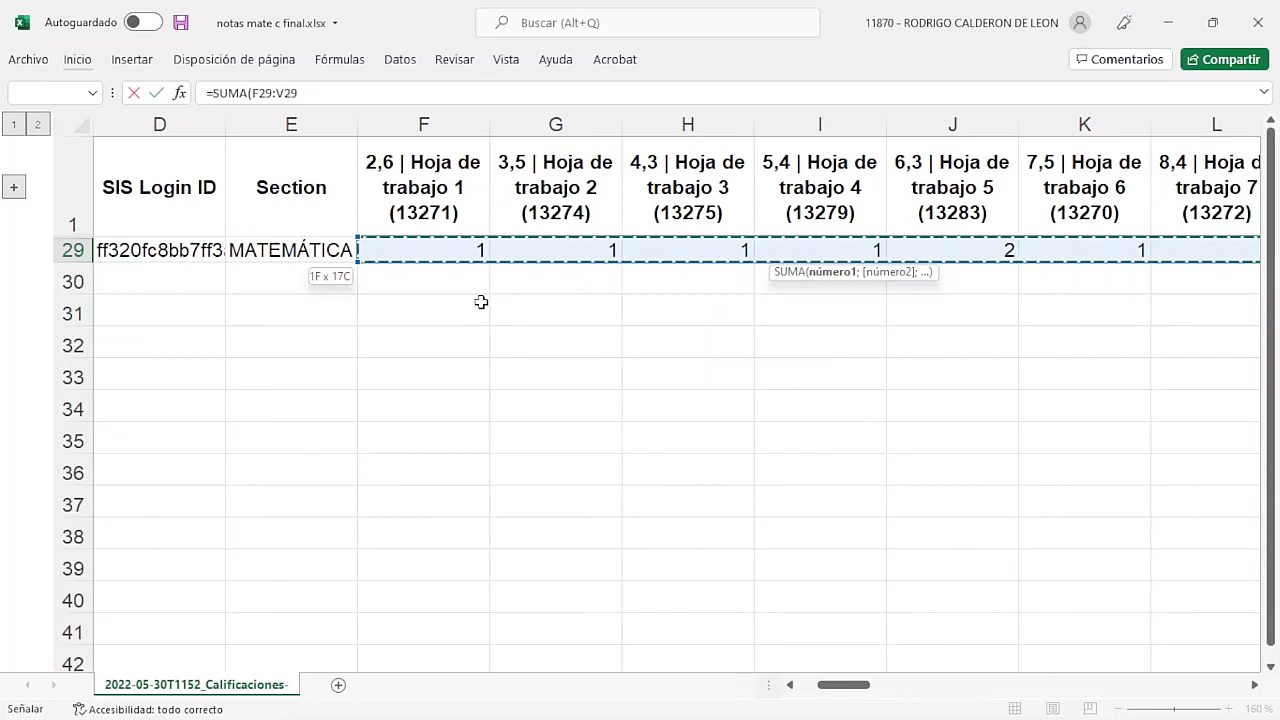 Autoguardado
notas mate c final.xlsx
Buscar (Alt+Q)
11870 - RODRIGO CALDERON DE LEON
Archivo Inicio Insertar Disposición de página Fórmulas Datos Revisar Vista Ayuda Acrobat
Comentarios
Compartir
fx =SUMA(F29:V29
1 2
D E F G H I J K L
1
SIS Login ID
Section
2,6 | Hoja de
trabajo 1
(13271)
3,5 | Hoja de
trabajo 2
(13274)
4,3 | Hoja de
trabajo 3
(13275)
5,4 | Hoja de
trabajo 4
(13279)
6,3 | Hoja de
trabajo 5
(13283)
7,5 | Hoja de
trabajo 6
(13270)
8,4 | Hoja d
trabajo 7
(13272)
29 ff320fc8bb7ff3 MATEMÁTICA 1 1 1 1 2 1
1F x 17C
SUMA(número1; [número2]; ...)
30
31
32
33
34
35
36
37
38
39
40
41
42
2022-05-30T1152_Calificaciones-
Señalar
Accesibilidad: todo correcto
160 %